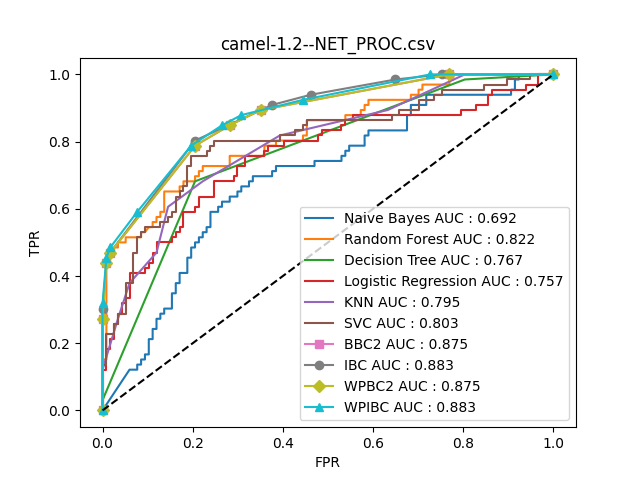 camel-1.2--NET_PROC.csv
TPR
1.0
0.8
0.6
0.4
0.2
0.0
Naive Bayes AUC : 0.692
Random Forest AUC : 0.822
Decision Tree AUC : 0.767
Logistic Regression AUC : 0.757
KNN AUC : 0.795
SVC AUC : 0.803
BBC2 AUC : 0.875
IBC AUC : 0.883
WPBC2 AUC : 0.875
WPIBC AUC : 0.883
0.0 0.2 0.4 0.6 0.8 1.0
FPR